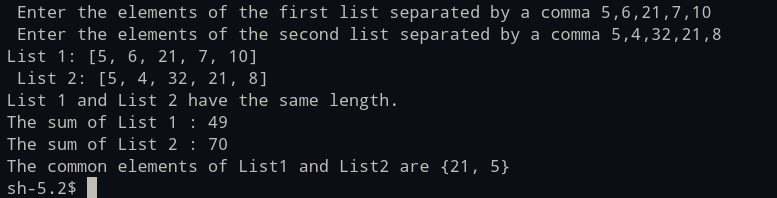 Enter the elements of the first list separated by a comma 5,6,21,7,10
Enter the elements of the second list separated by a comma 5,4,32,21,8
List 1: [5, 6, 21, 7, 10]
List 2: [5, 4, 32, 21, 8]
List 1 and List 2 have the same length.
The sum of List 1 : 49
The sum of List 2 : 70
The common elements of List1 and List2 are {21, 5}
sh-5.2$